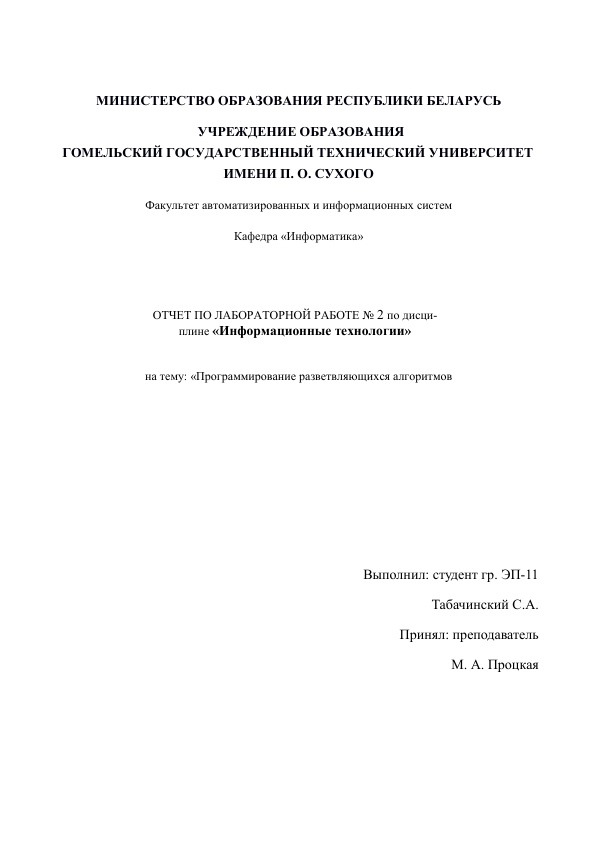 МИНИСТЕРСТВО ОБРАЗОВАНИЯ РЕСПУБЛИКИ БЕЛАРУСЬ
УЧРЕЖДЕНИЕ ОБРАЗОВАНИЯ
ГОМЕЛЬСКИЙ ГОСУДАРСТВЕННЫЙ ТЕХНИЧЕСКИЙ УНИВЕРСИТЕТ
ИМЕНИ П. О. СУХОГО
Факультет автоматизированных и информационных систем
Кафедра «Информатика»
ОТЧЕТ ПО ЛАБОРАТОРНОЙ РАБОТЕ № 2 по дисци-
плине «Информационные технологии»
на тему: «Программирование разветвляющихся алгоритмов
Выполнил: студент гр. ЭП-11
Табачинский С.А.
Принял: преподаватель
М. А. Процкая